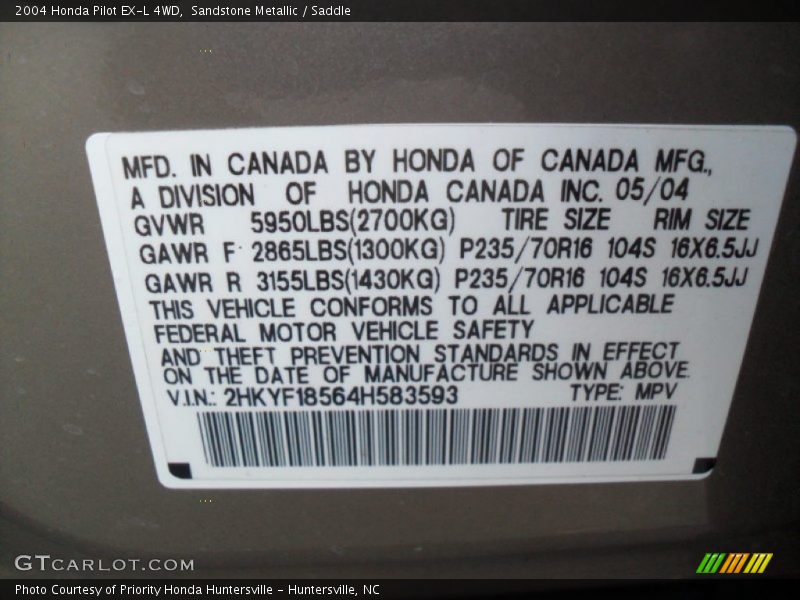 2004 Honda Pilot EX-L 4WD, Sandstone Metallic / Saddle
MFD. IN CANADA BY HONDA OF CANADA MFG.,
A DIVISION OF HONDA CANADA INC. 05/04
GVWR 5950LBS(2700KG) TIRE SIZE RIM SIZE
GAWR F 2865LBS(1300KG) P235/70R16 104S 16X6.5JJ
GAWR R 3155LBS(1430KG) P235/70R16 104S 16X6.5JJ
THIS VEHICLE CONFORMS TO ALL APPLICABLE
FEDERAL MOTOR VEHICLE SAFETY
AND THEFT PREVENTION STANDARDS IN EFFECT
ON THE DATE OF MANUFACTURE SHOWN ABOVE.
V.I.N.: 2HKYF18564H583593 TYPE: MPV
GTCARLOT.COM
Photo Courtesy of Priority Honda Huntersville - Huntersville, NC